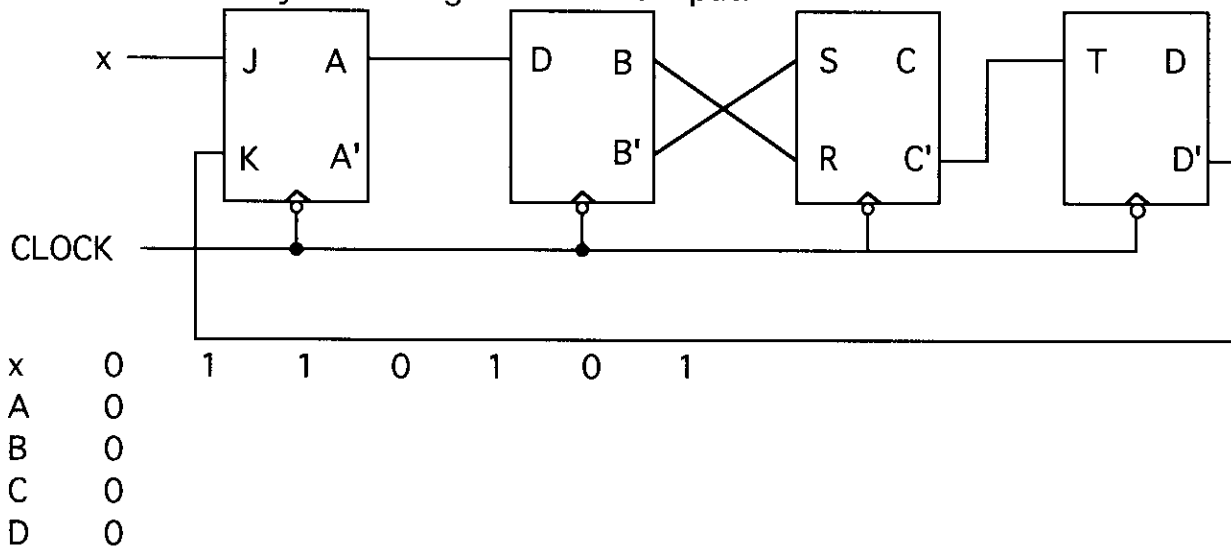 x J A D B S C T D
K A' B' R C' D'
CLOCK
x 0 1 1 0 1 0 1
A 0
B 0
C 0
D 0